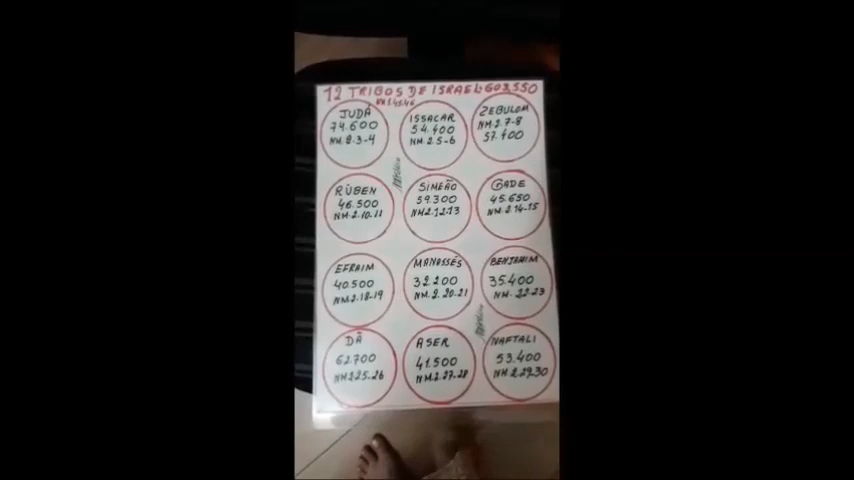 12 TRIBOS DE ISRAEL 603.550
NM 1.45.46
JUDÁ
74.600
NM.2.3-4
ISSACAR
54.400
NM 2.5-6
ZEBULOM
NM.2.7-8
57.400
RÚBEN
46.500
NM 2.10.11
SIMEÃO
59.300
NM2.12.13
GADE
45.650
NM 2.14.15
EFRAIM
40.500
NM 2.18.19
MANASSÉS
32.200
NM.2.20.21
BENJAMIM
35.400
NM. 22-23
DÃ
62.700
NM 2.25.26
ASER
41.500
NM.2.27.28
NAFTALI
53.400
NM 2.29.30